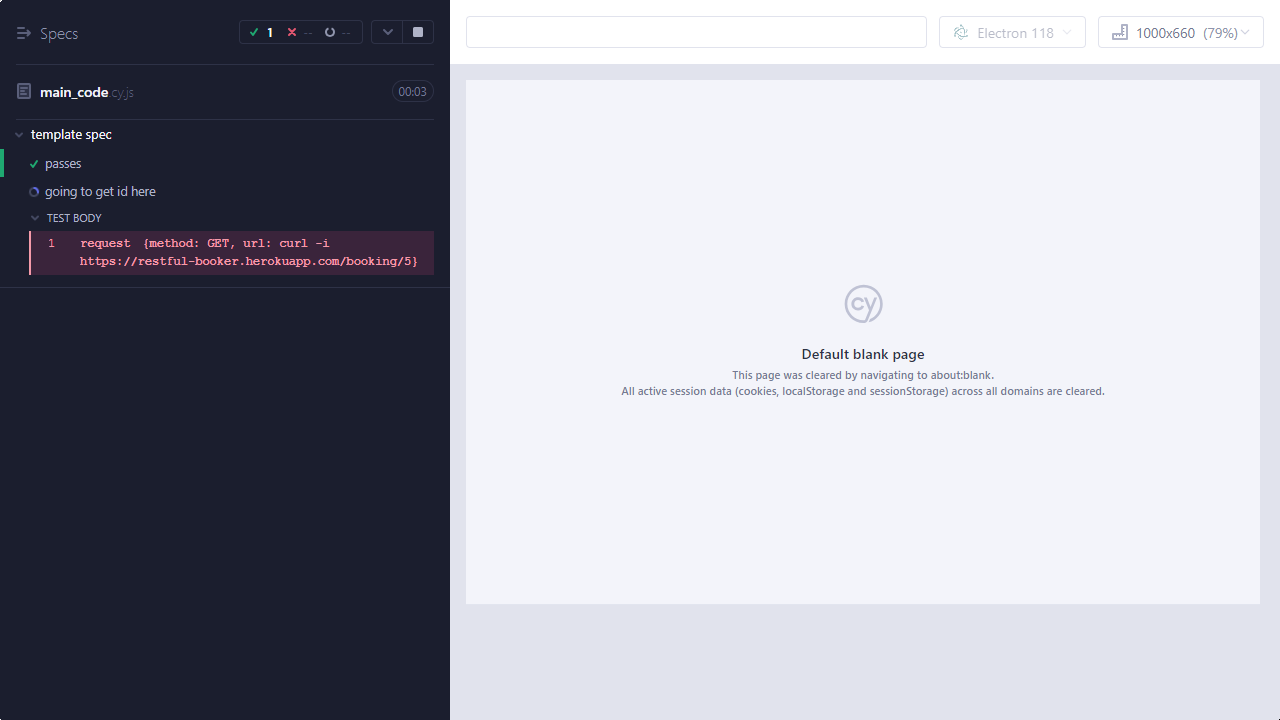 Specs
1
--
--
Electron 118
1000x660 (79%)
main_code.cy.js
00:03
template spec
passes
going to get id here
TEST BODY
1 request {method: GET, url: curl -i
https://restful-booker.herokuapp.com/booking/5}
cy
Default blank page
This page was cleared by navigating to about:blank.
All active session data (cookies, localStorage and sessionStorage) across all domains are cleared.